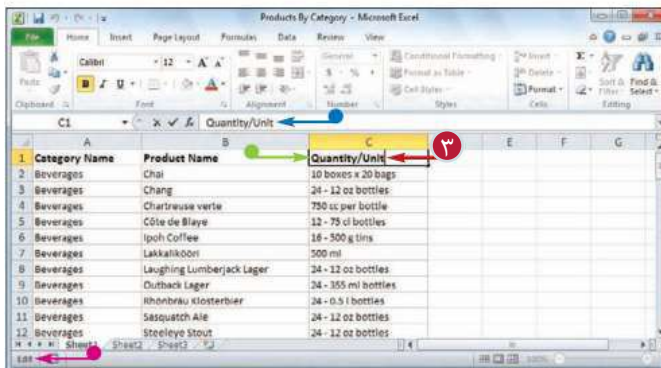 Products By Category - Microsoft Excel
File Home Insert Page Layout Formulas Data Review View
Calibri 12 A A General Conditional Formatting Insert Σ
Paste B I U A $ % , Format as Table Delete Sort & Filter Find & Select
Cell Styles Format
Clipboard Font Alignment Number Styles Cells Editing
C1 fx Quantity/Unit
A B C E F G
٣
1 Category Name Product Name Quantity/Unit
2 Beverages Chai 10 boxes x 20 bags
3 Beverages Chang 24 - 12 oz bottles
4 Beverages Chartreuse verte 750 cc per bottle
5 Beverages Côte de Blaye 12 - 75 cl bottles
6 Beverages Ipoh Coffee 16 - 500 g tins
7 Beverages Lakkalikööri 500 ml
8 Beverages Laughing Lumberjack Lager 24 - 12 oz bottles
9 Beverages Outback Lager 24 - 355 ml bottles
10 Beverages Rhönbräu Klosterbier 24 - 0.5 l bottles
11 Beverages Sasquatch Ale 24 - 12 oz bottles
12 Beverages Steeleye Stout 24 - 12 oz bottles
Sheet1 Sheet2 Sheet3
Edit 100%